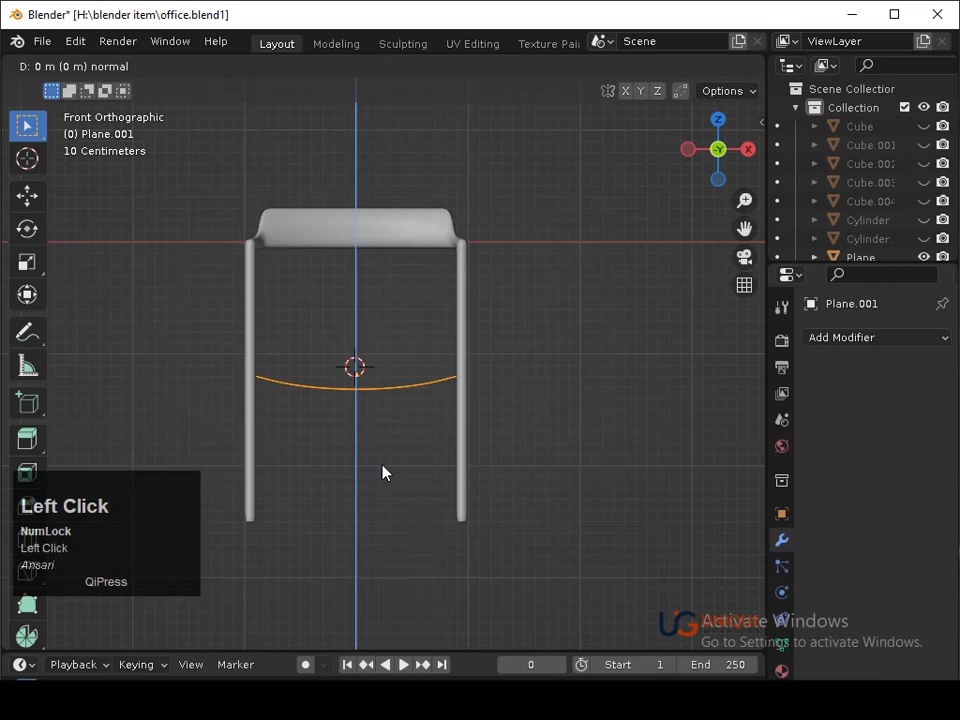 Blender* [H:\blender item\office.blend1]
File Edit Render Window Help Layout Modeling Sculpting UV Editing Texture Pai Scene ViewLayer
D: 0 m (0 m) normal
X Y Z Options
Front Orthographic
(0) Plane.001
10 Centimeters
Z
X
-Y
Scene Collection
Collection
Cube
Cube.001
Cube.002
Cube.003
Cube.004
Cylinder
Cylinder.
Plane
Plane.001
Add Modifier
Left Click
NumLock
Left Click
Ansari
QiPress
UG
Activate Windows
Go to Settings to activate Windows.
Playback Keying View Marker 0 Start 1 End 250